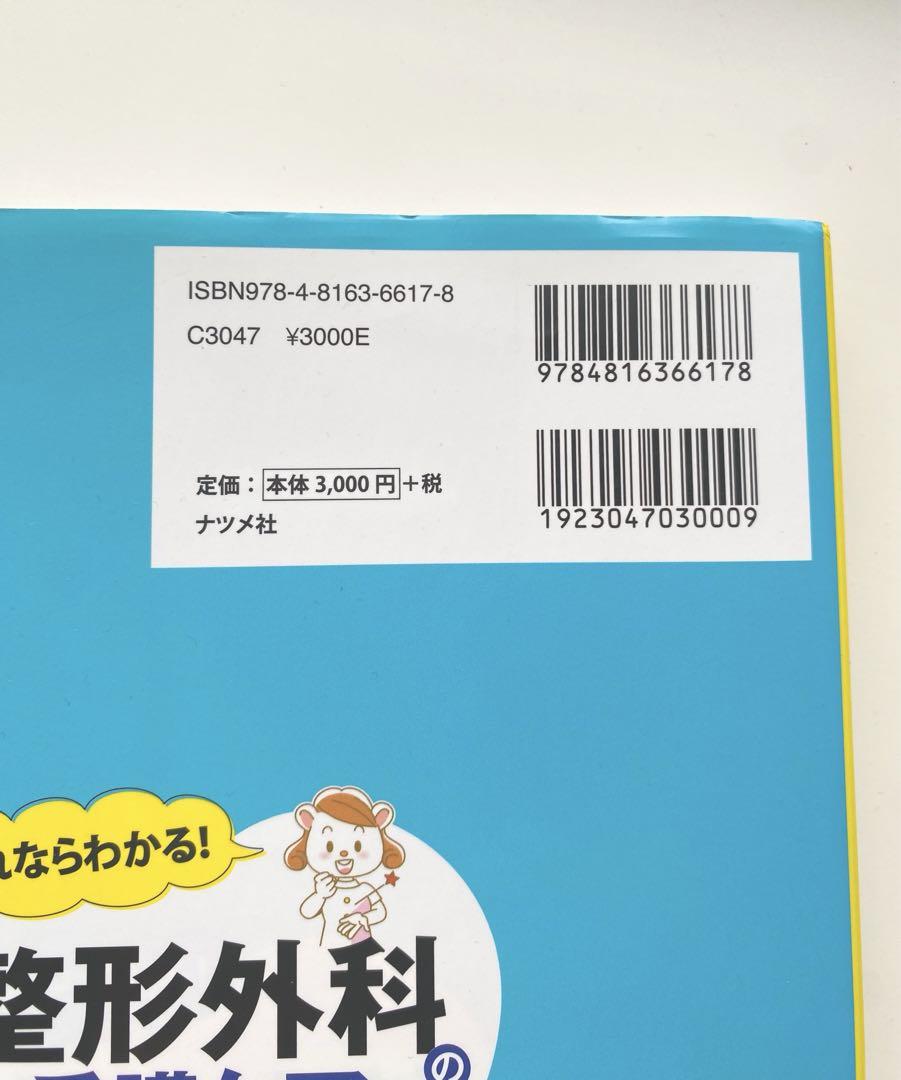 ISBN978-4-8163-6617-8
C3047 ¥3000E
9784816366178
定価：本体3,000円+税
ナツメ社
1923047030009
ならわかる!
整形外科
の